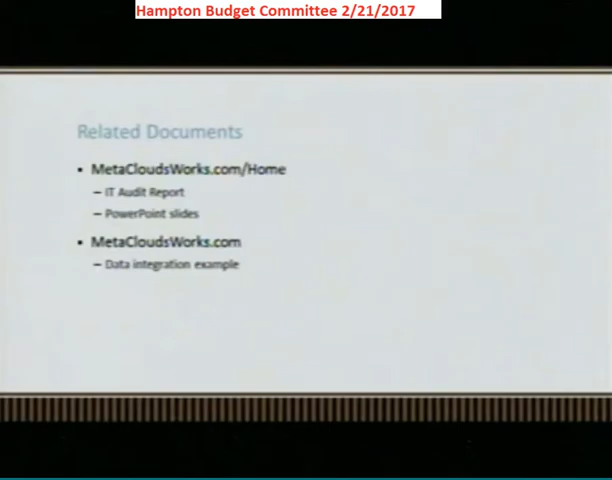 Hampton Budget Committee 2/21/2017
Related Documents
• MetaCloudsWorks.com/Home
– IT Audit Report
– PowerPoint slides
• MetaCloudsWorks.com
– Data integration example